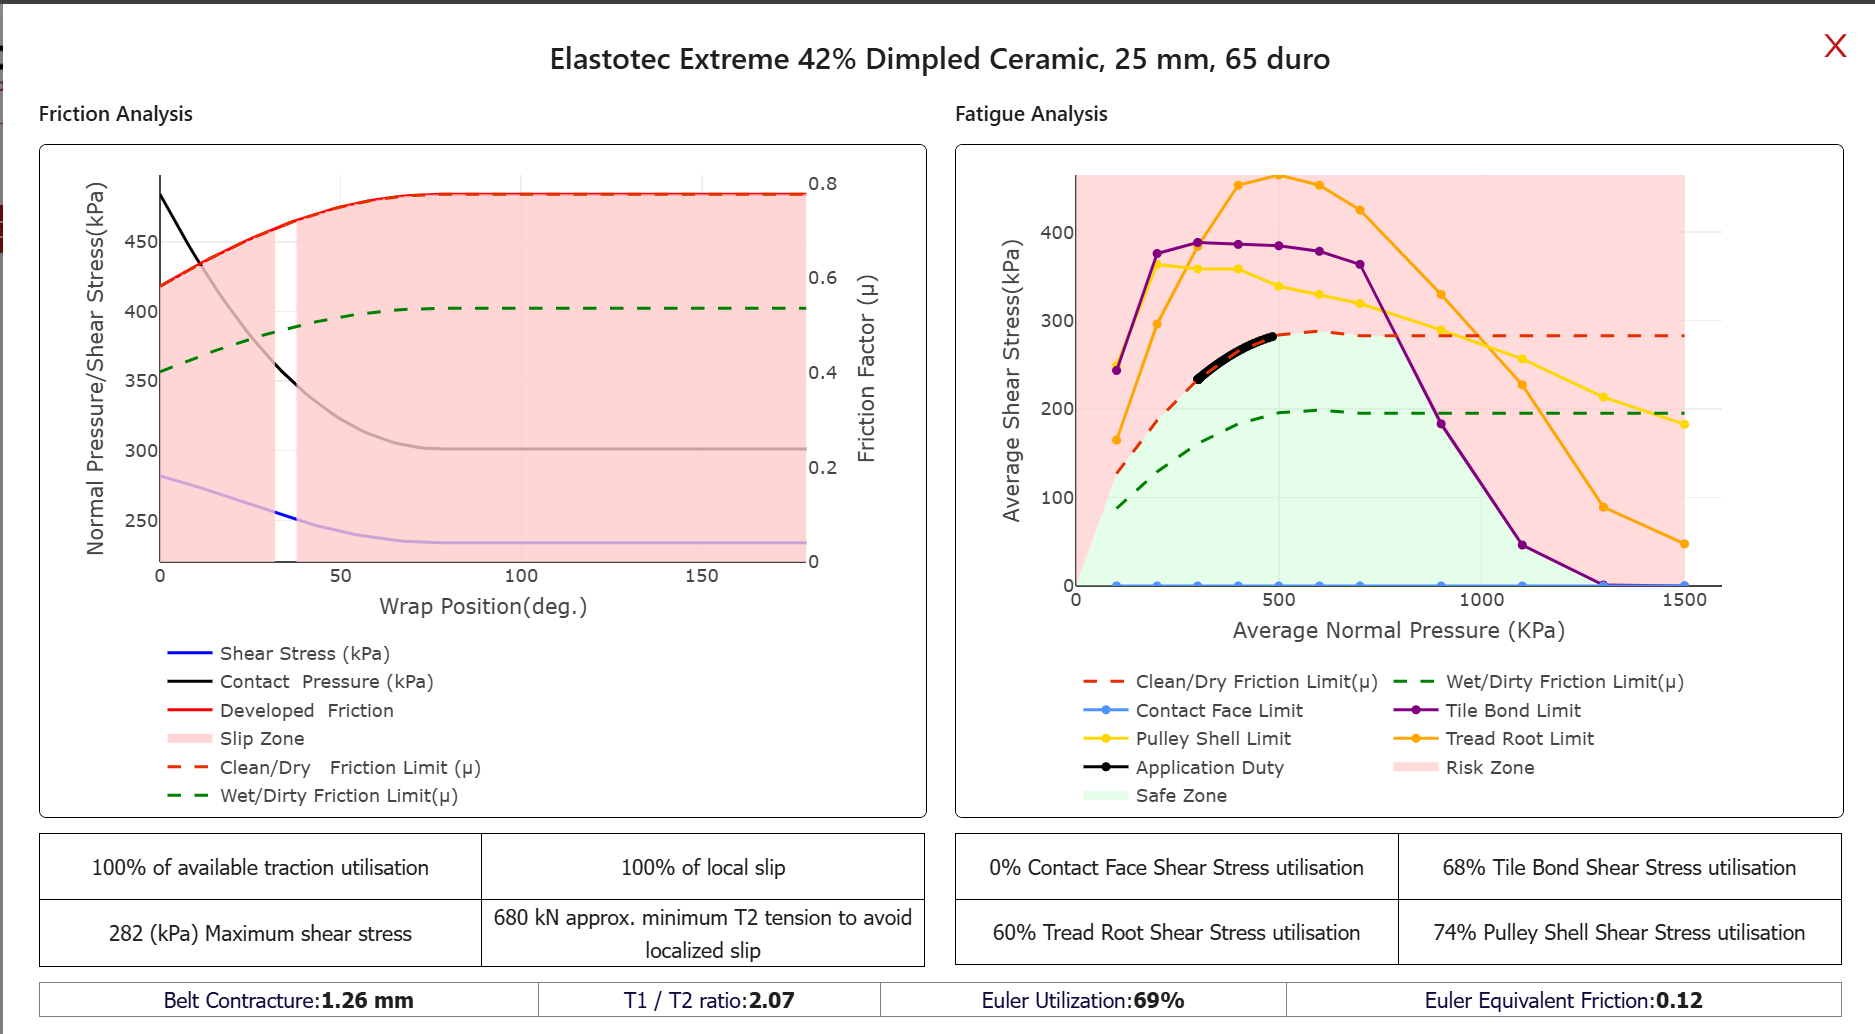 Elastotec Extreme 42% Dimpled Ceramic, 25 mm, 65 duro
X
Friction Analysis
Normal Pressure/Shear Stress(kPa)
450
400
350
300
250
0.8
0.6
0.4
0.2
0
Friction Factor (μ)
0
50
100
150
Wrap Position(deg.)
Shear Stress (kPa)
Contact Pressure (kPa)
Developed Friction
Slip Zone
Clean/Dry Friction Limit (μ)
Wet/Dirty Friction Limit(μ)
Fatigue Analysis
Average Shear Stress(kPa)
400
300
200
100
0
0
500
1000
1500
Average Normal Pressure (KPa)
Clean/Dry Friction Limit(μ)
Wet/Dirty Friction Limit(μ)
Contact Face Limit
Tile Bond Limit
Pulley Shell Limit
Tread Root Limit
Application Duty
Risk Zone
Safe Zone
100% of available traction utilisation
100% of local slip
282 (kPa) Maximum shear stress
680 kN approx. minimum T2 tension to avoid
localized slip
0% Contact Face Shear Stress utilisation
68% Tile Bond Shear Stress utilisation
60% Tread Root Shear Stress utilisation
74% Pulley Shell Shear Stress utilisation
Belt Contracture:1.26 mm
T1 / T2 ratio:2.07
Euler Utilization:69%
Euler Equivalent Friction:0.12